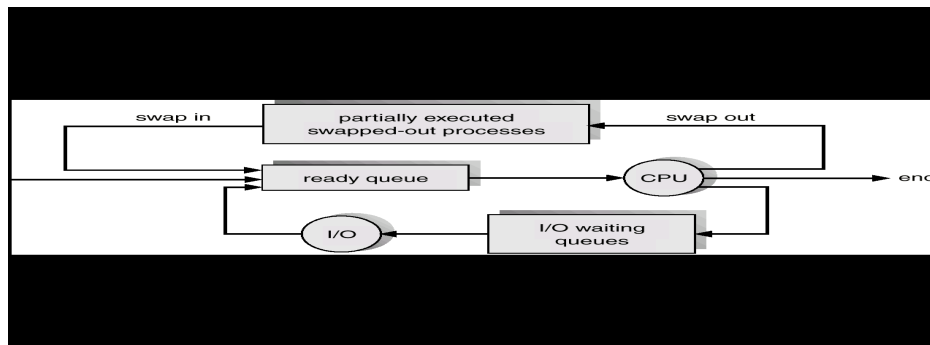 swap in
partially executed
swapped-out processes
swap out
ready queue
CPU
I/O
I/O waiting
queues